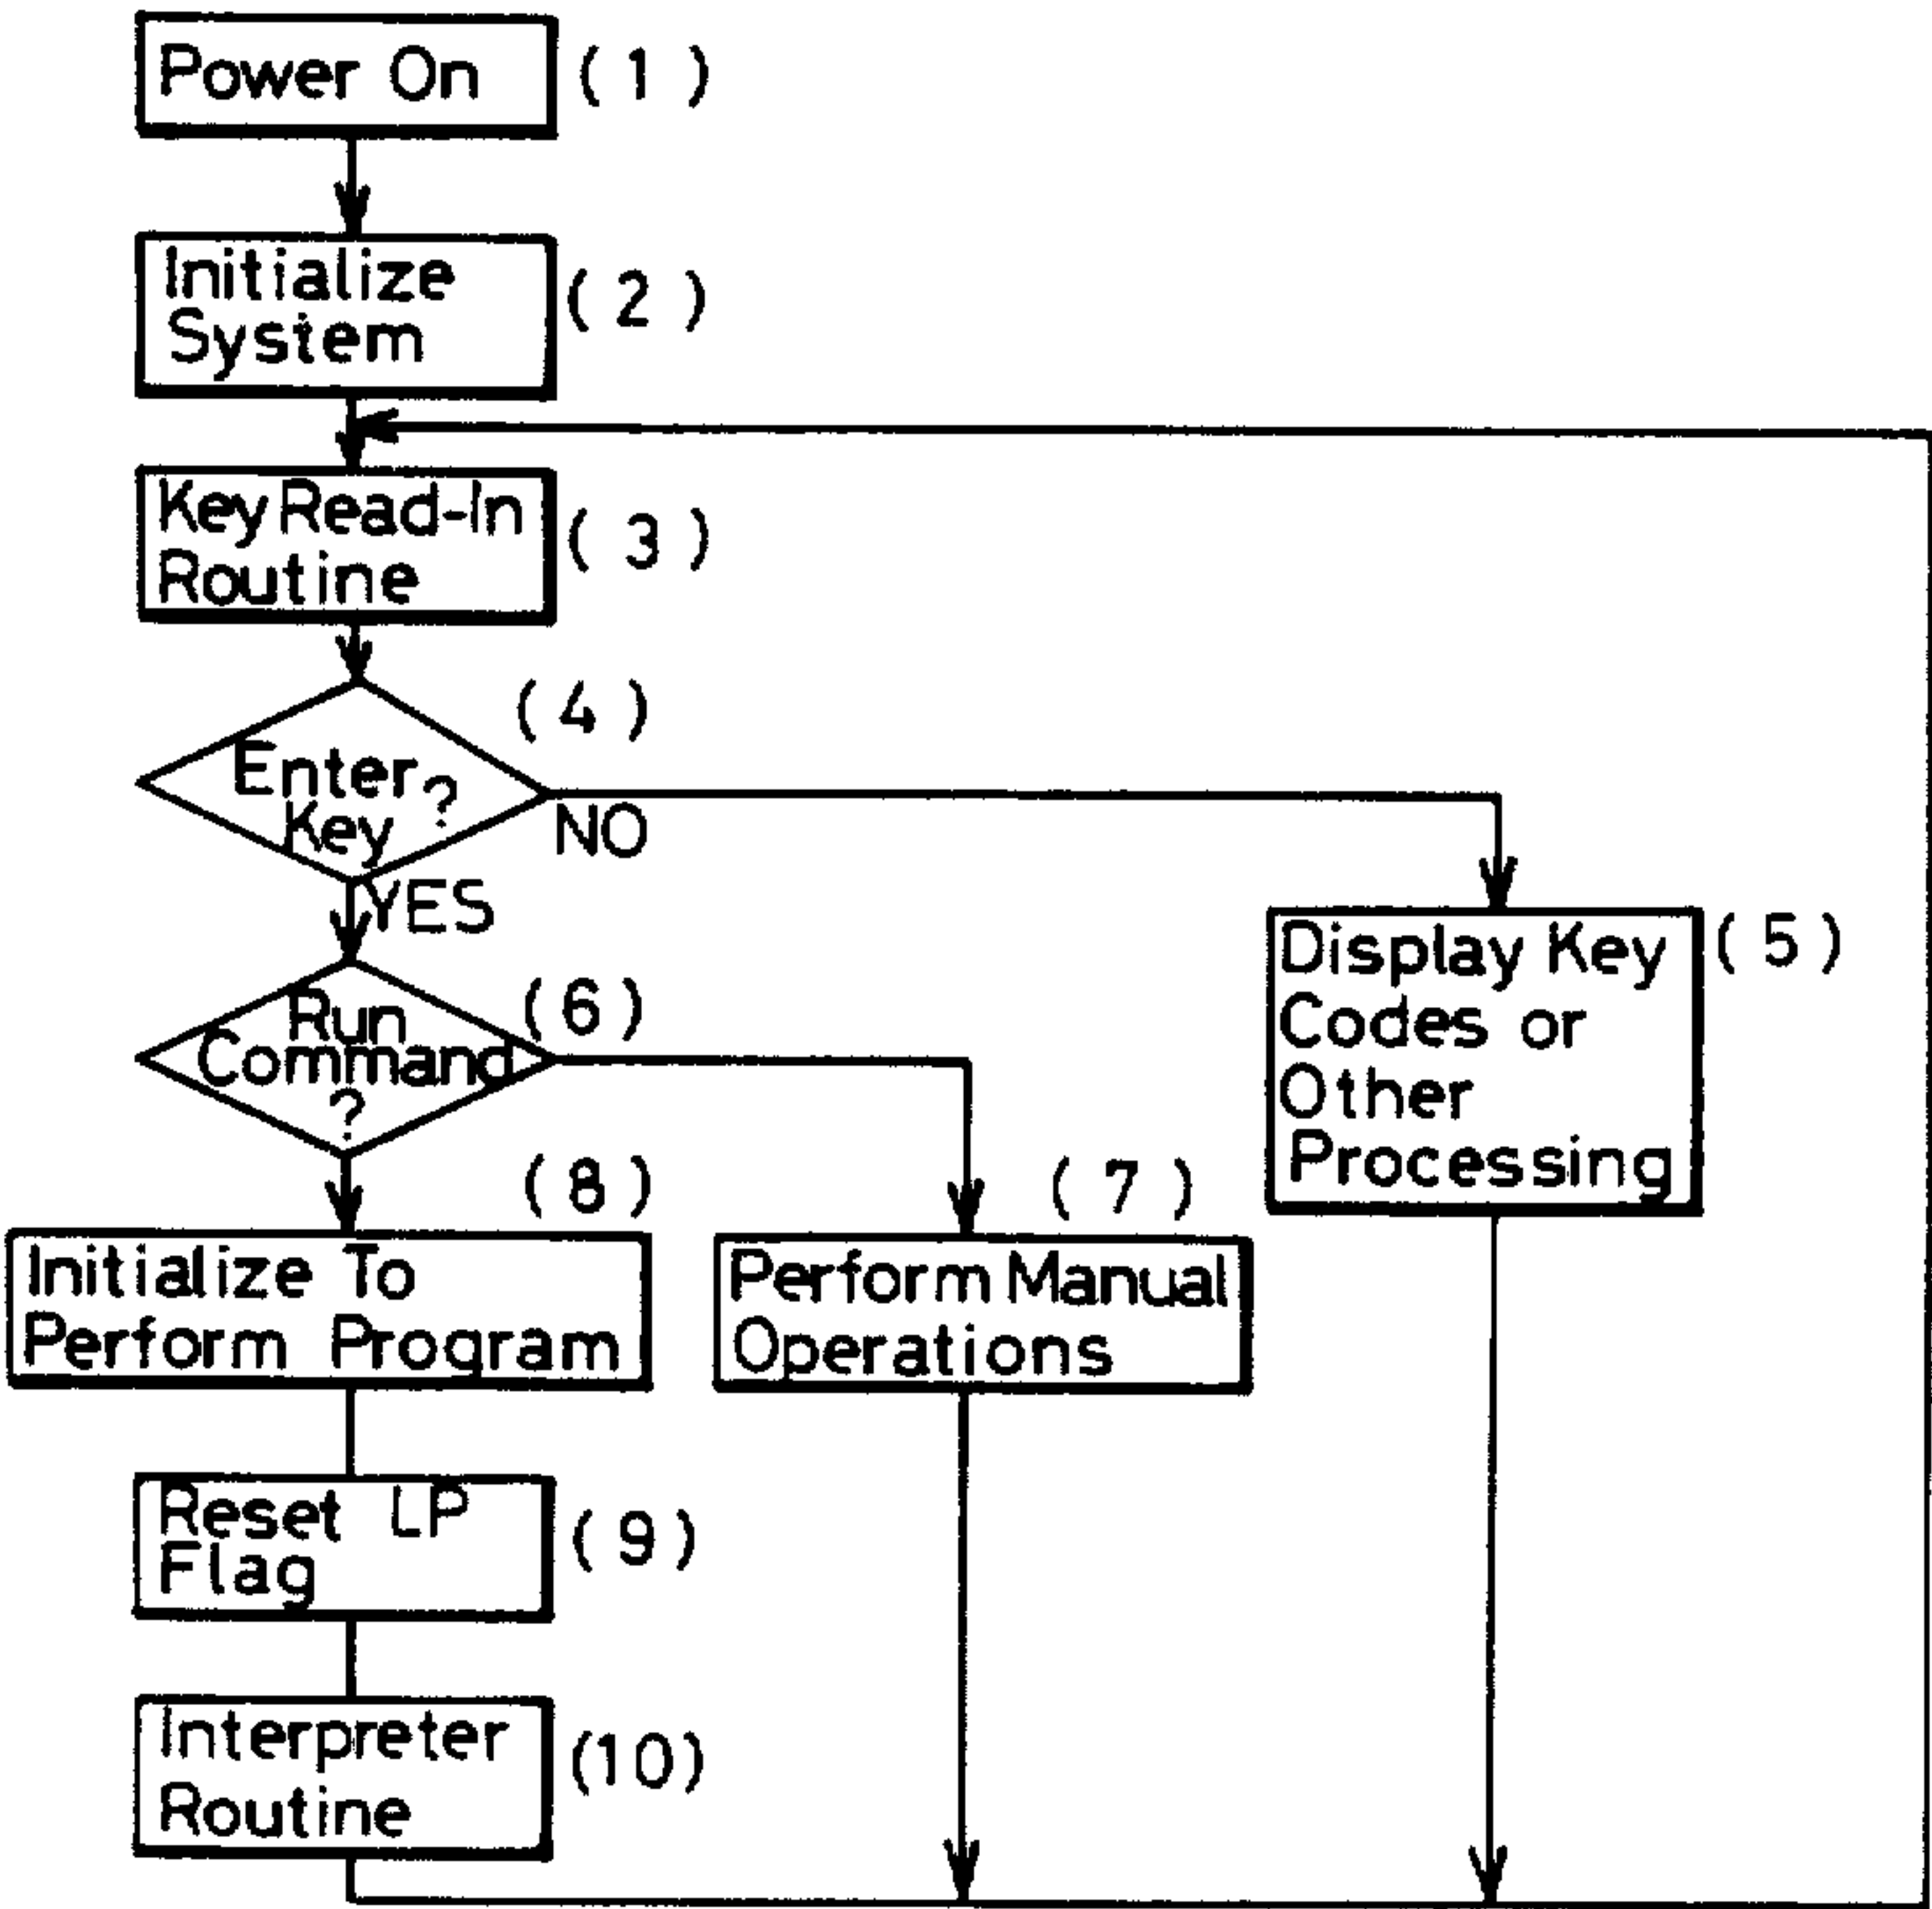 Power On
( 1 )
Initialize
System
( 2 )
Key Read-In
Routine
( 3 )
( 4 )
Enter
Key ?
NO
YES
( 5 )
Display Key
Codes or
Other
Processing
( 6 )
Run
Command
?
( 7 )
Perform Manual
Operations
( 8 )
Initialize To
Perform Program
Reset LP
Flag
( 9 )
Interpreter
Routine
(10)